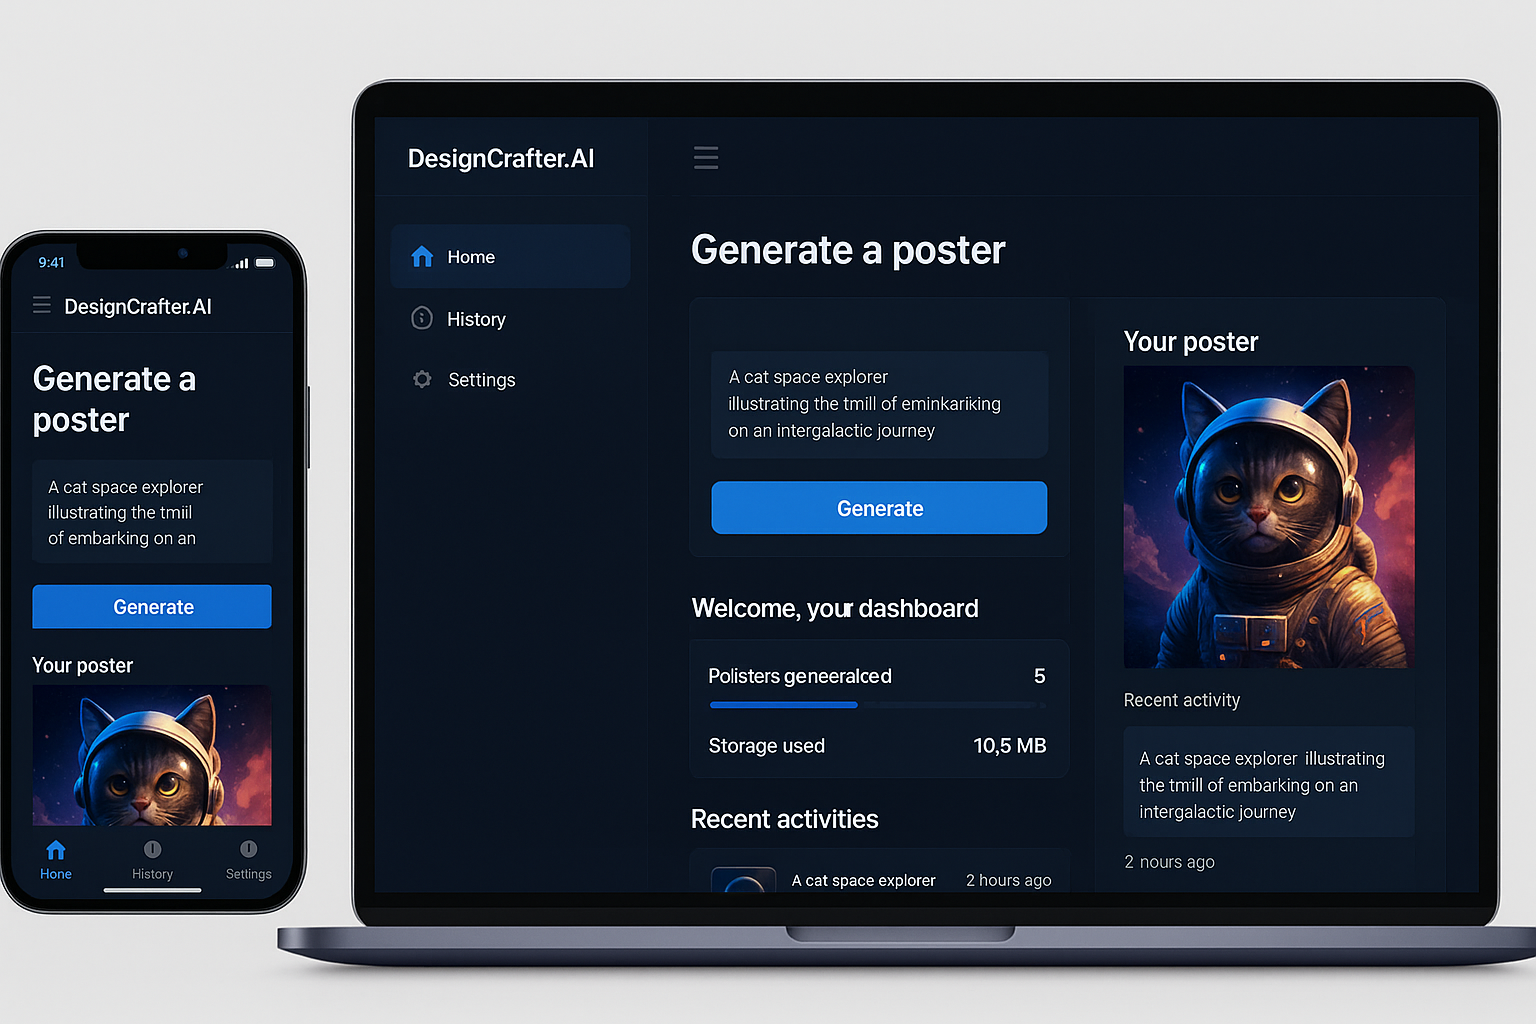 9:41
DesignCrafter.AI
Generate a
poster
A cat space explorer
illustrating the tmiil
of embarking on an
Generate
Your poster
Hone
History
Settings
DesignCrafter.AI
Home
History
Settings
Generate a poster
A cat space explorer
illustrating the tmill of eminkariking
on an intergalactic journey
Generate
Welcome, your dashboard
Polisters geneeralced 5
Storage used 10,5 MB
Recent activities
A cat space explorer 2 hours ago
Your poster
Recent activity
A cat space explorer illustrating
the tmill of embarking on an
intergalactic journey
2 nours ago